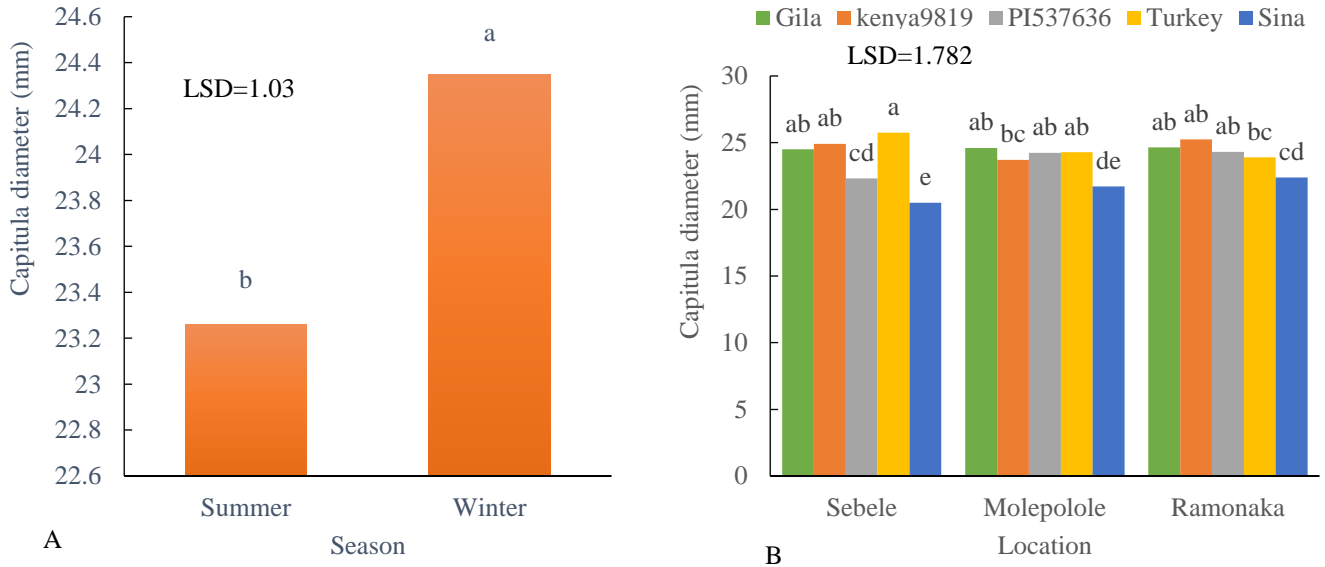 24.6
24.4
24.2
24
23.8
23.6
23.4
23.2
23
22.8
22.6
Capitula diameter (mm)
LSD=1.03
b
a
Summer Winter
Season
A
Gila kenya9819 PI537636 Turkey Sina
LSD=1.782
30
25
20
15
10
5
0
Capitula diameter (mm)
ab ab cd a e
ab bc ab ab de
ab ab ab bc cd
Sebele Molepolole Ramonaka
Location
B